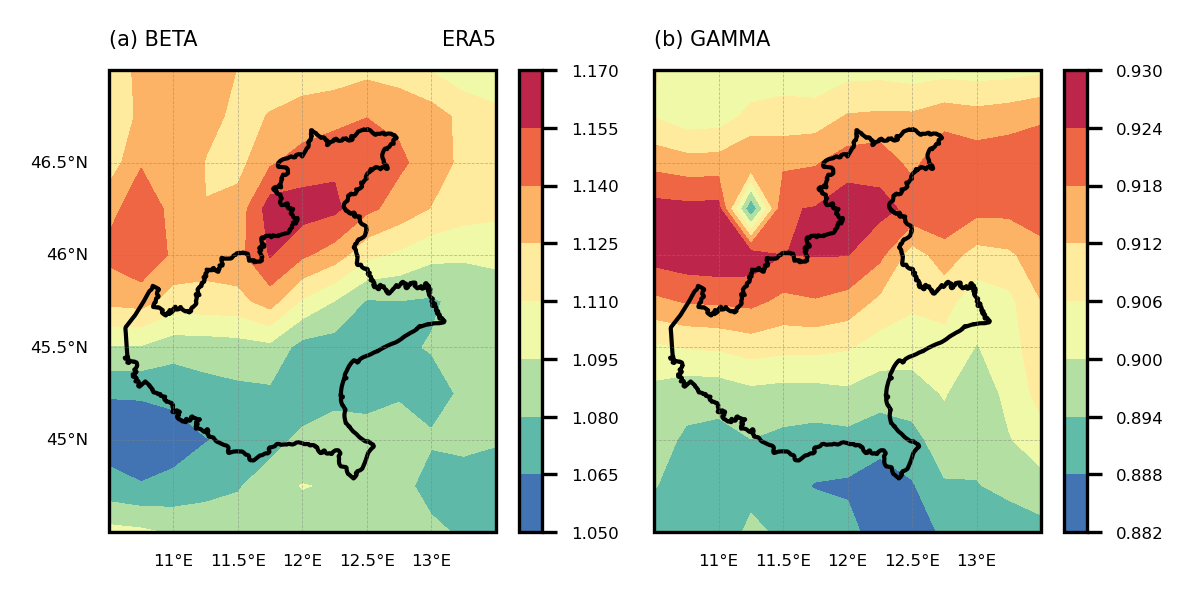 (a) BETA ERA5 (b) GAMMA
1.170 0.930
1.155 0.924
46.5°N 1.140 0.918
1.125 0.912
46°N
1.110 0.906
45.5°N 1.095 0.900
1.080 0.894
45°N
1.065 0.888
1.050 0.882
11°E 11.5°E 12°E 12.5°E 13°E 11°E 11.5°E 12°E 12.5°E 13°E